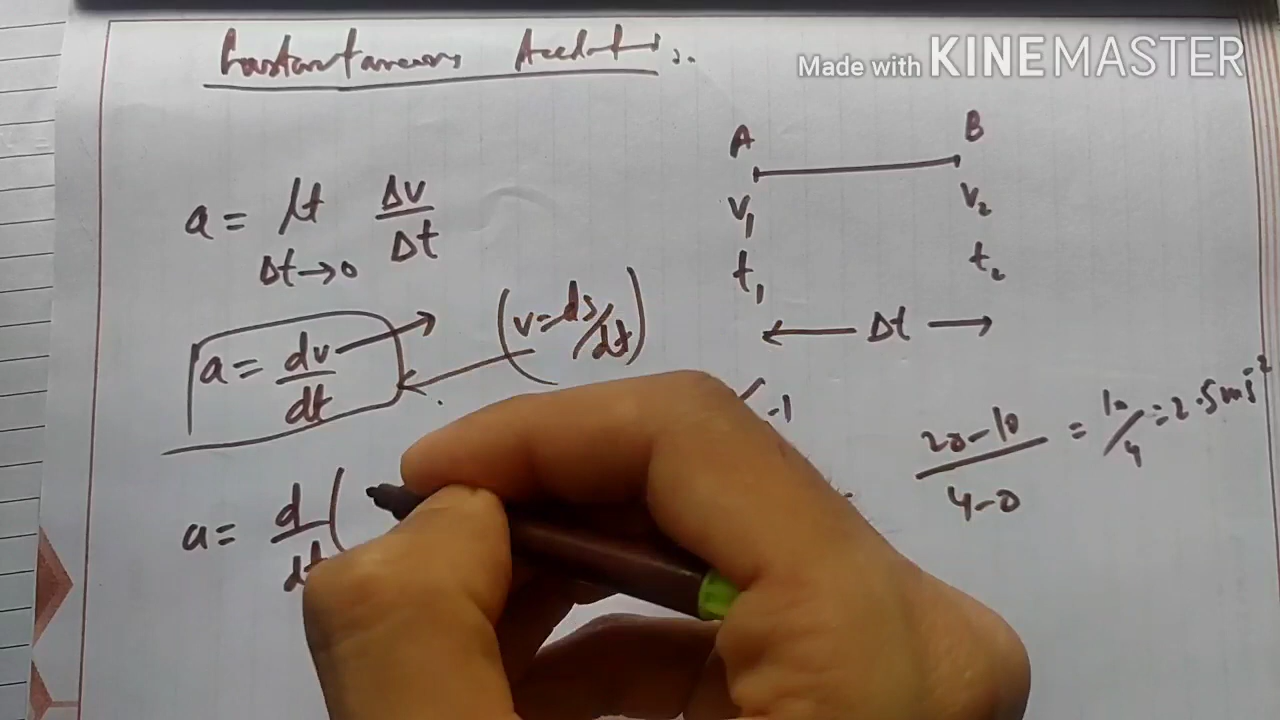 Instantaneous
Made with KINEMASTER
A B
a = lt Δv/Δt
Δt→0
v₁ v₂
t₁ t₂
Δt
(v=ds/dt)
a = dv/dt
20-10/4-0 = 10/4 = 2.5ms⁻²
-1
a = d/dt (